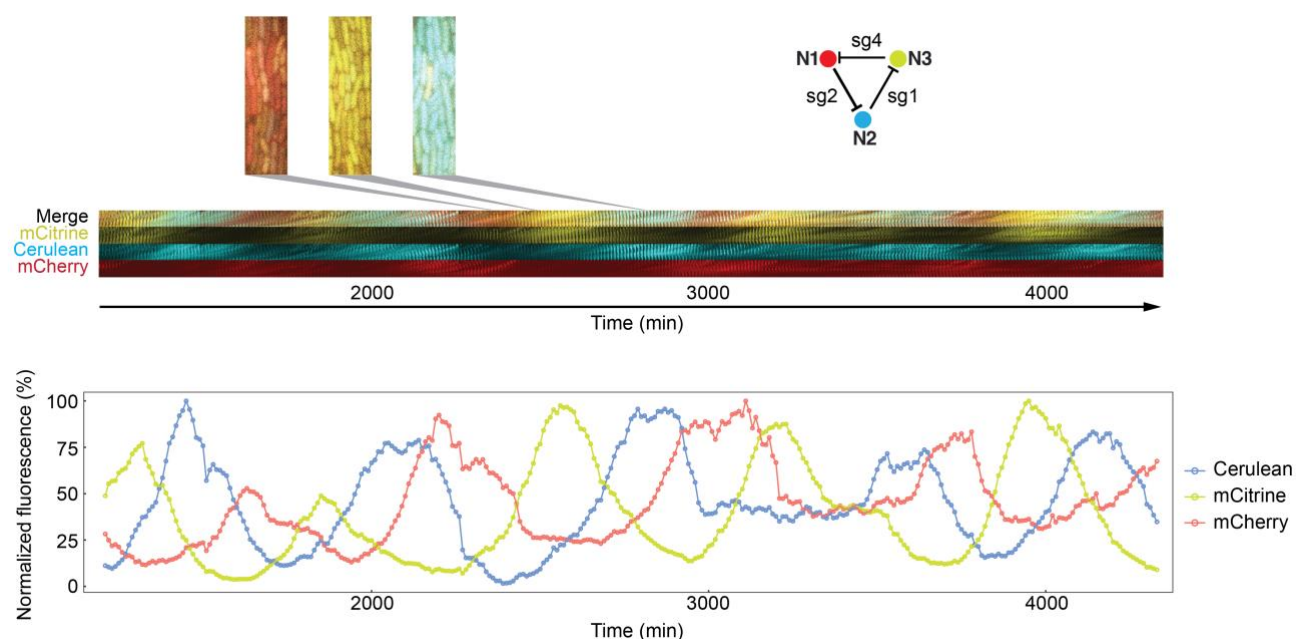 sg4
N1
N3
sg2
sg1
N2
Merge
mCitrine
Cerulean
mCherry
2000
3000
4000
Time (min)
Normalized fluorescence (%)
100
75
50
25
0
2000
3000
4000
Time (min)
Cerulean
mCitrine
mCherry